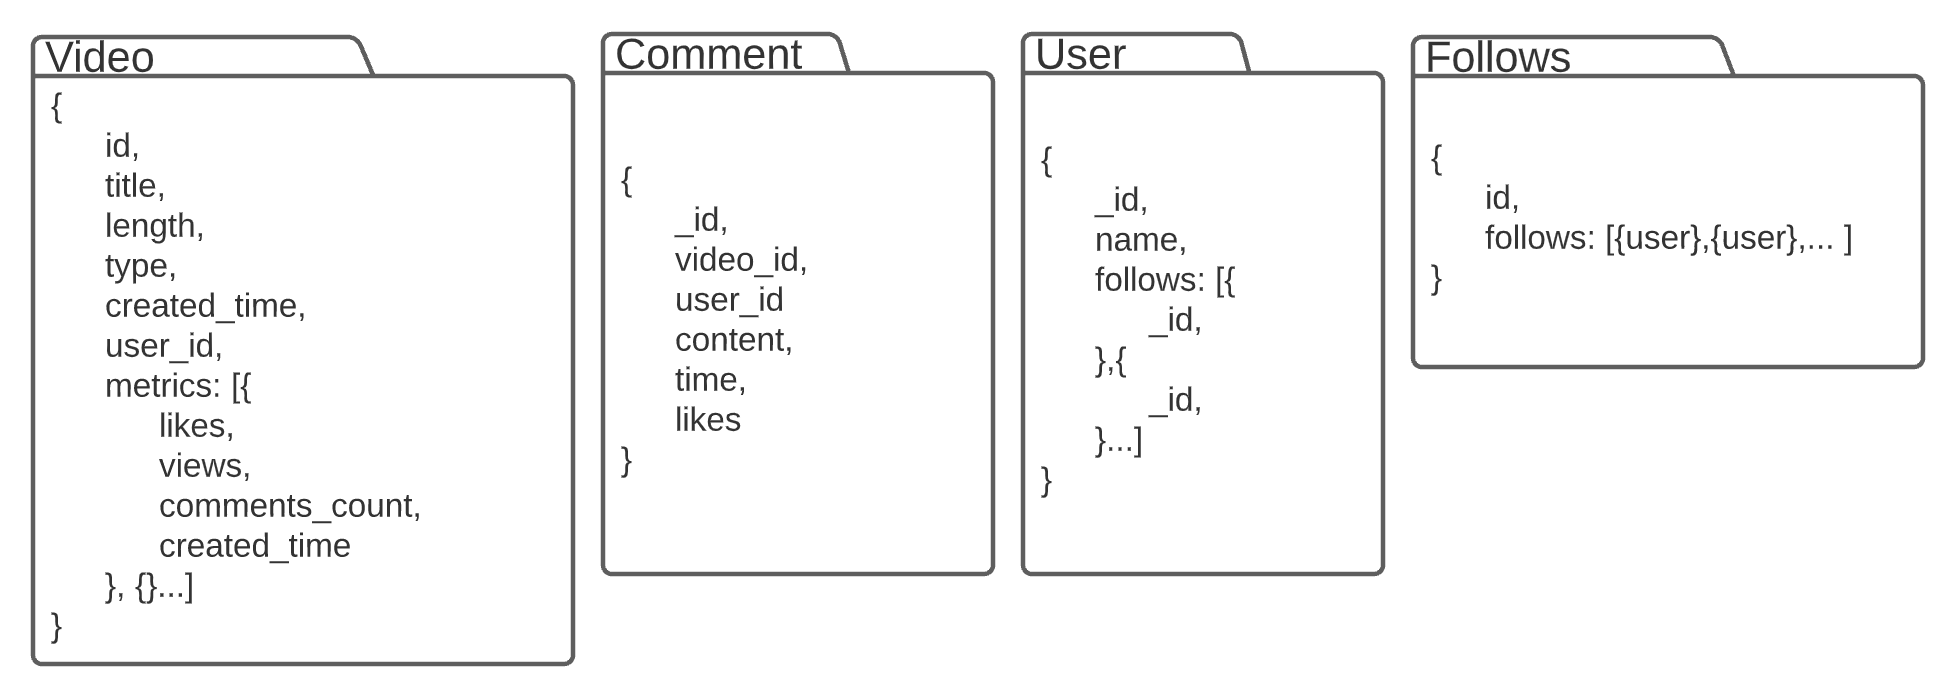 Video
{
id,
title,
length,
type,
created_time,
user_id,
metrics: [{
likes,
views,
comments_count,
created_time
}, {}...]
}
Comment
{
_id,
video_id,
user_id
content,
time,
likes
}
User
{
_id,
name,
follows: [{
_id,
},{
_id,
}...]
}
Follows
{
id,
follows: [{user},{user},... ]
}